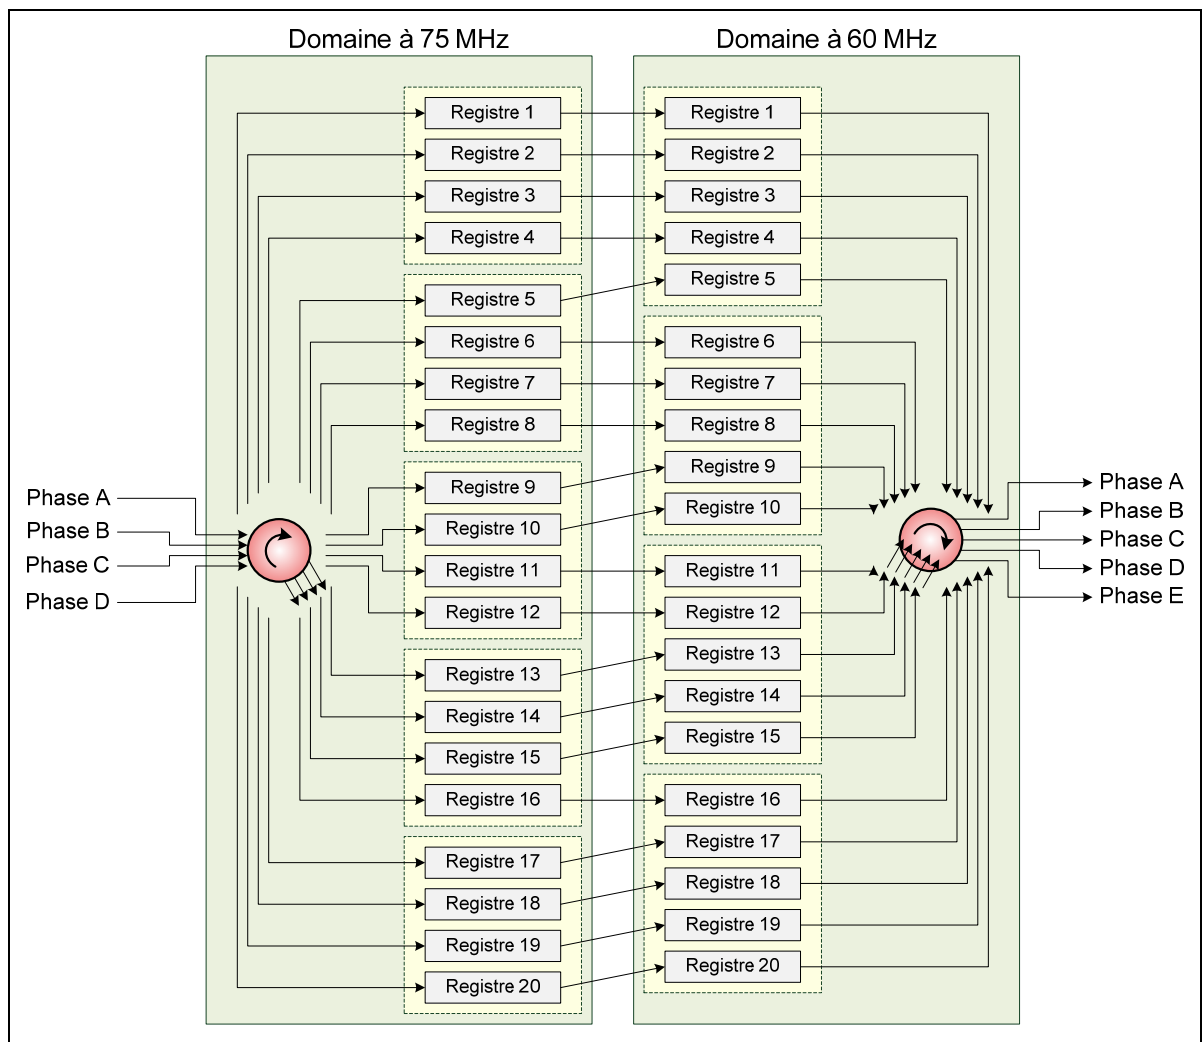 Domaine à 75 MHz
Domaine à 60 MHz
Phase A
Phase B
Phase C
Phase D
Registre 1
Registre 2
Registre 3
Registre 4
Registre 5
Registre 6
Registre 7
Registre 8
Registre 9
Registre 10
Registre 11
Registre 12
Registre 13
Registre 14
Registre 15
Registre 16
Registre 17
Registre 18
Registre 19
Registre 20
Registre 1
Registre 2
Registre 3
Registre 4
Registre 5
Registre 6
Registre 7
Registre 8
Registre 9
Registre 10
Registre 11
Registre 12
Registre 13
Registre 14
Registre 15
Registre 16
Registre 17
Registre 18
Registre 19
Registre 20
Phase A
Phase B
Phase C
Phase D
Phase E